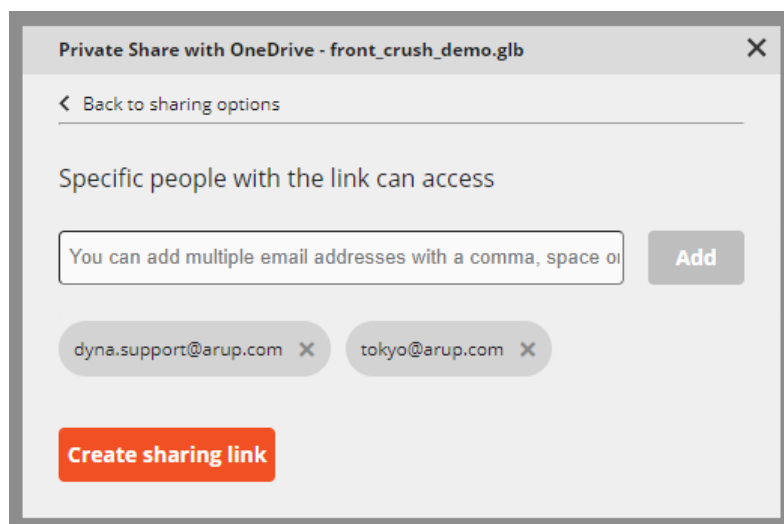 Private Share with OneDrive - front_crush_demo.glb
Back to sharing options
Specific people with the link can access
You can add multiple email addresses with a comma, space or
Add
dyna.support@arup.com
tokyo@arup.com
Create sharing link